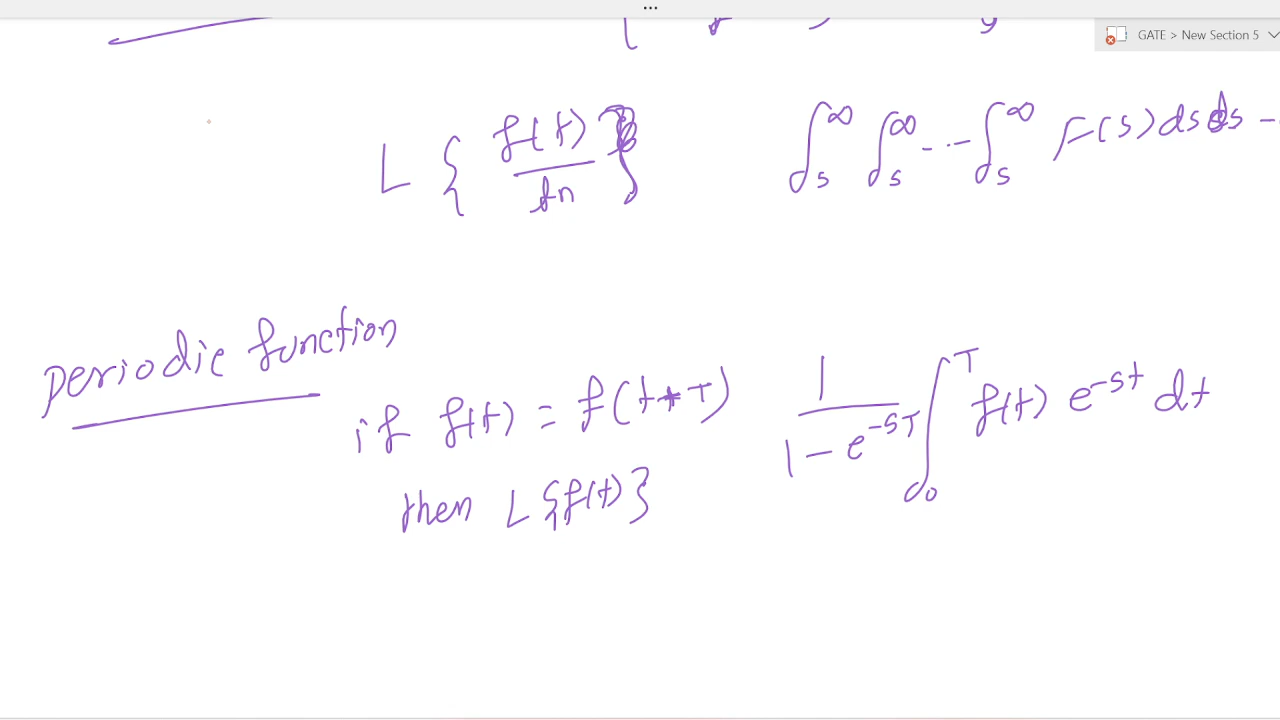 ...
GATE > New Section 5
L { f(t) / tn } ∫s∞ ∫s∞ - - - ∫s∞ F(s) ds ds -
Periodic function
if f(t) = f(t+T) 1 / 1 - e^-sT ∫0T f(t) e^-st dt
then L{f(t)}